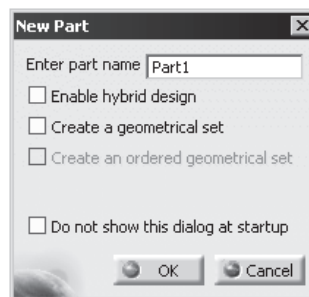 New Part
Enter part name Part1
Enable hybrid design
Create a geometrical set
Create an ordered geometrical set
Do not show this dialog at startup
OK Cancel